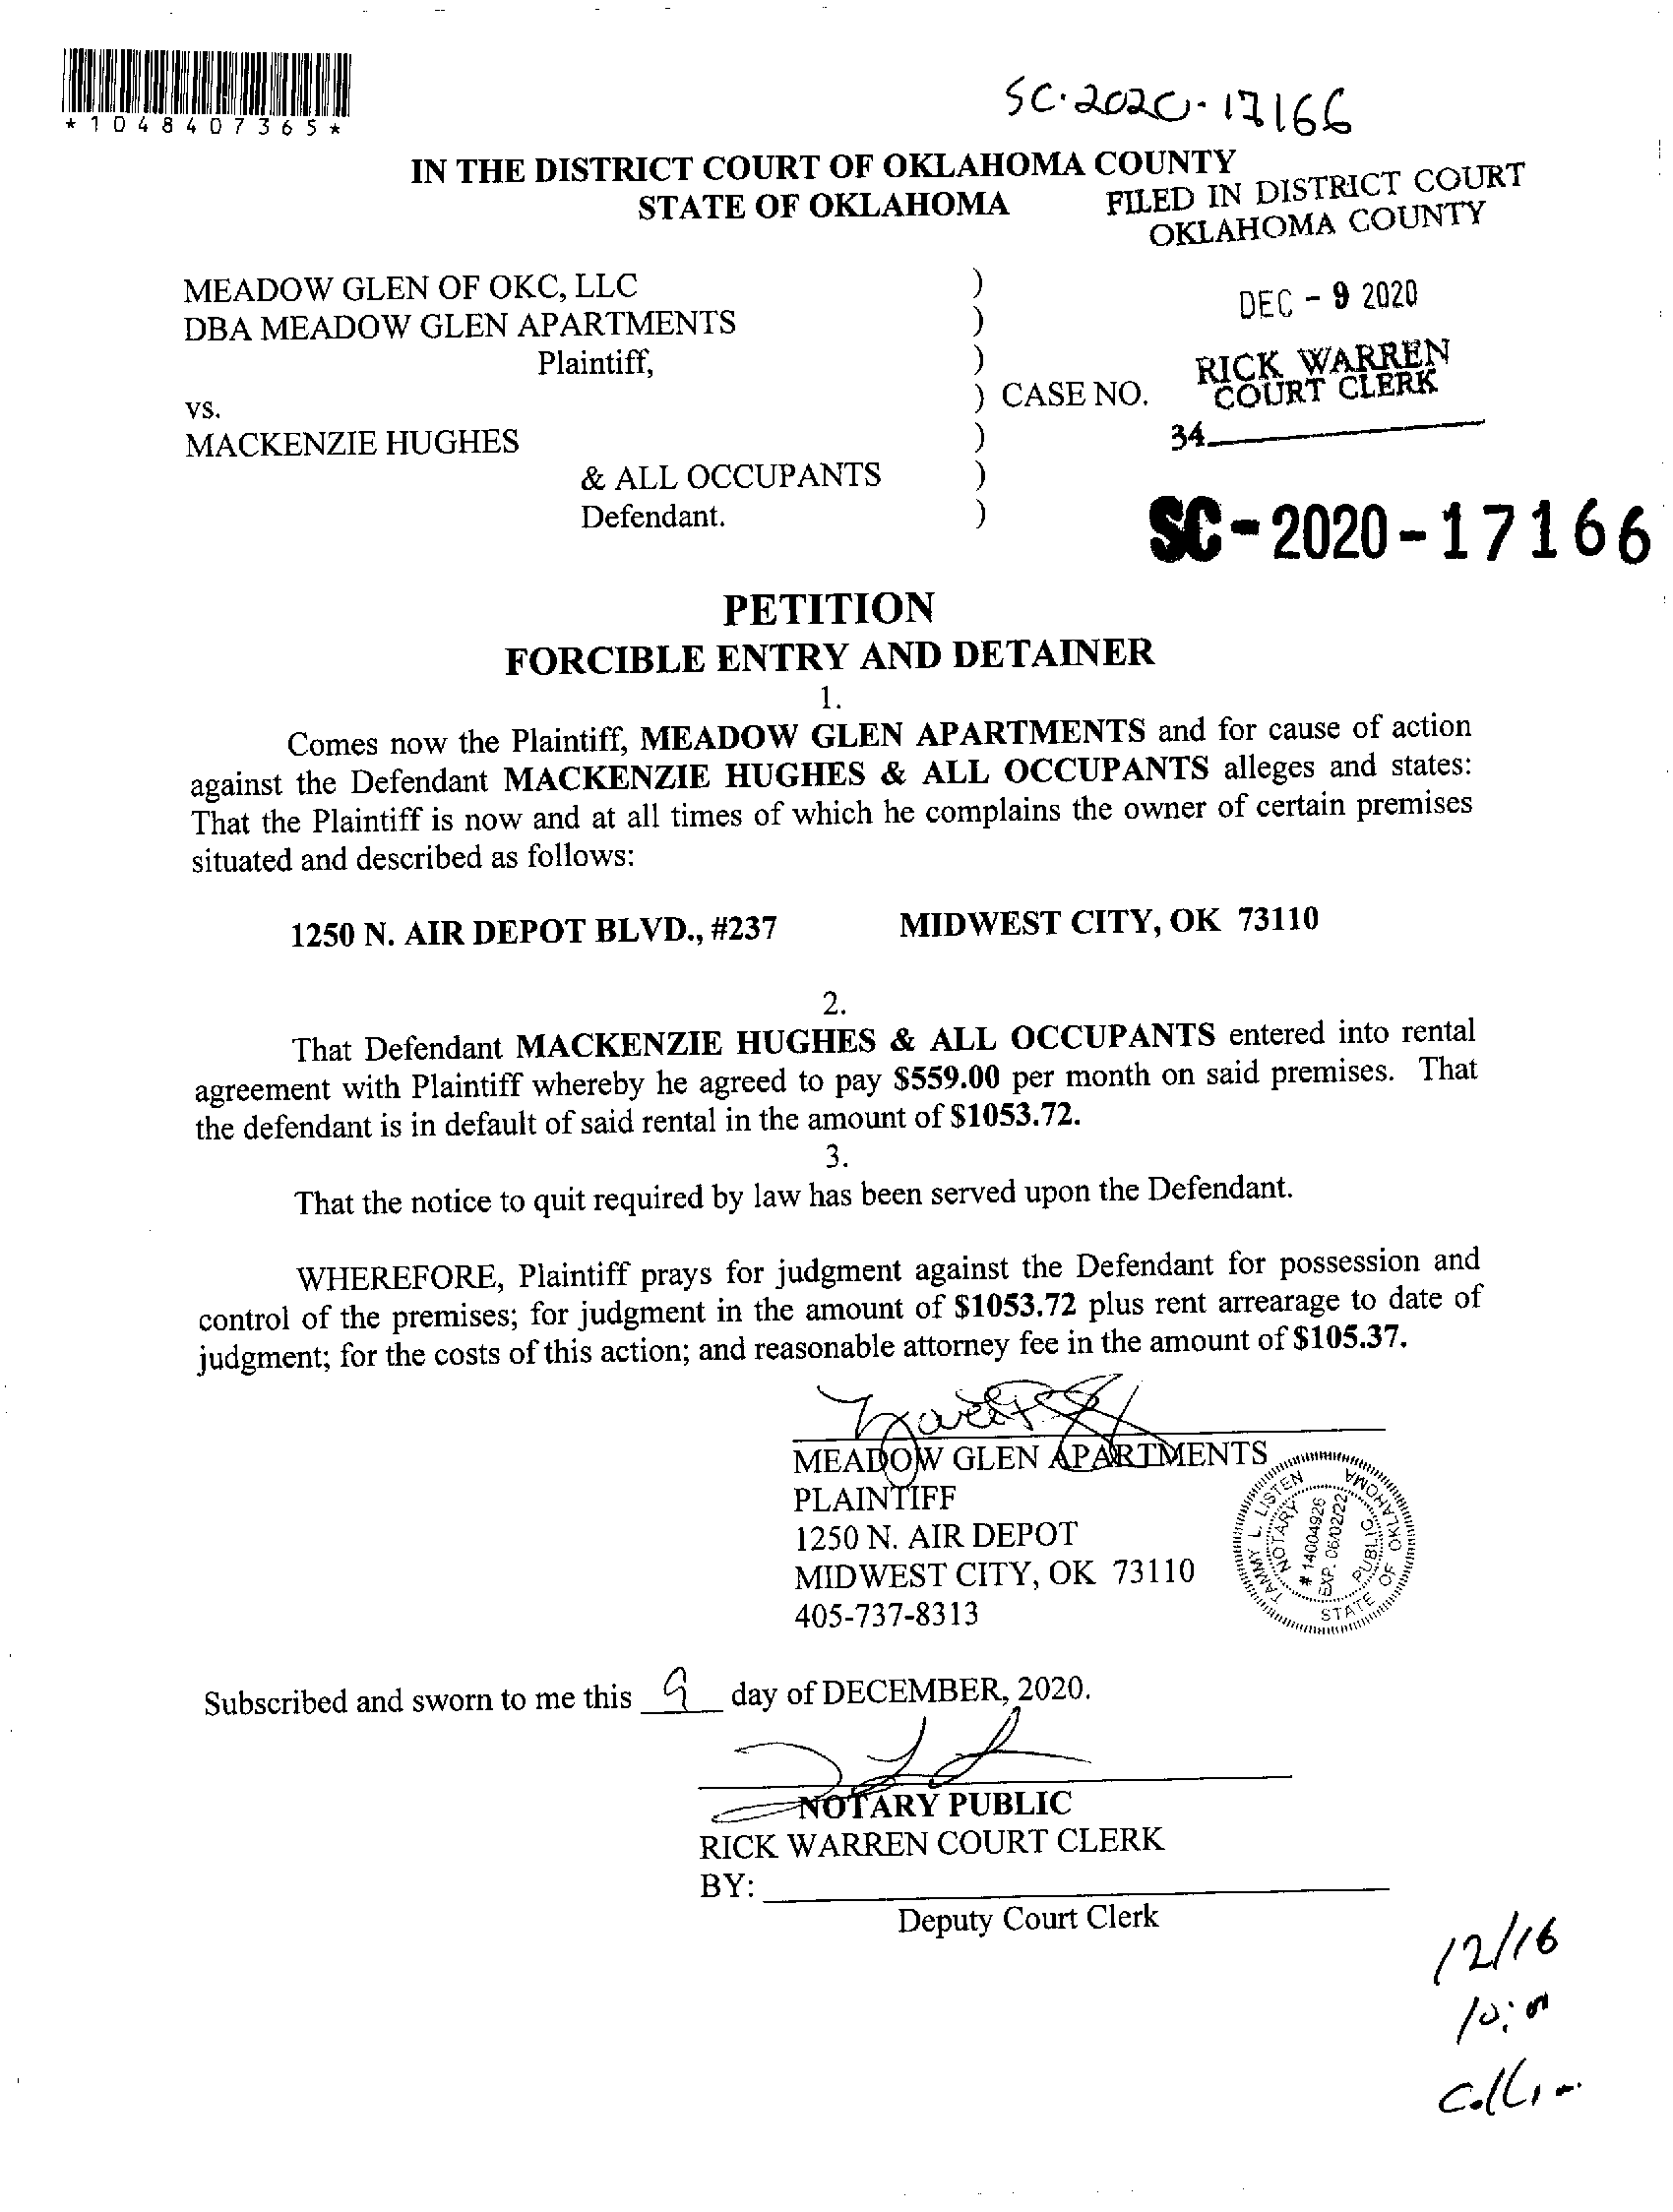 *1048407365*
SC-2020-17166
IN THE DISTRICT COURT OF OKLAHOMA COUNTY
STATE OF OKLAHOMA
FILED IN DISTRICT COURT
OKLAHOMA COUNTY
MEADOW GLEN OF OKC, LLC )
DBA MEADOW GLEN APARTMENTS )
DEC - 9 2020
Plaintiff, )
RICK WARREN
COURT CLERK
) CASE NO.
vs.
34
MACKENZIE HUGHES )
& ALL OCCUPANTS )
Defendant. )
SC-2020-17166
PETITION
FORCIBLE ENTRY AND DETAINER
1.
Comes now the Plaintiff, MEADOW GLEN APARTMENTS and for cause of action
against the Defendant MACKENZIE HUGHES & ALL OCCUPANTS alleges and states:
That the Plaintiff is now and at all times of which he complains the owner of certain premises
situated and described as follows:
1250 N. AIR DEPOT BLVD., #237 MIDWEST CITY, OK 73110
2.
That Defendant MACKENZIE HUGHES & ALL OCCUPANTS entered into rental
agreement with Plaintiff whereby he agreed to pay $559.00 per month on said premises. That
the defendant is in default of said rental in the amount of $1053.72.
3.
That the notice to quit required by law has been served upon the Defendant.
WHEREFORE, Plaintiff prays for judgment against the Defendant for possession and
control of the premises; for judgment in the amount of $1053.72 plus rent arrearage to date of
judgment; for the costs of this action; and reasonable attorney fee in the amount of $105.37.
MEADOW GLEN APARTMENTS
PLAINTIFF
1250 N. AIR DEPOT
MIDWEST CITY, OK 73110
405-737-8313
TAMMY L. LISTEN
NOTARY
# 14004926
EXP. 06/02/22
PUBLIC
STATE OF OKLAHOMA
Subscribed and sworn to me this 9 day of DECEMBER, 2020.
NOTARY PUBLIC
RICK WARREN COURT CLERK
BY:
Deputy Court Clerk
12/16